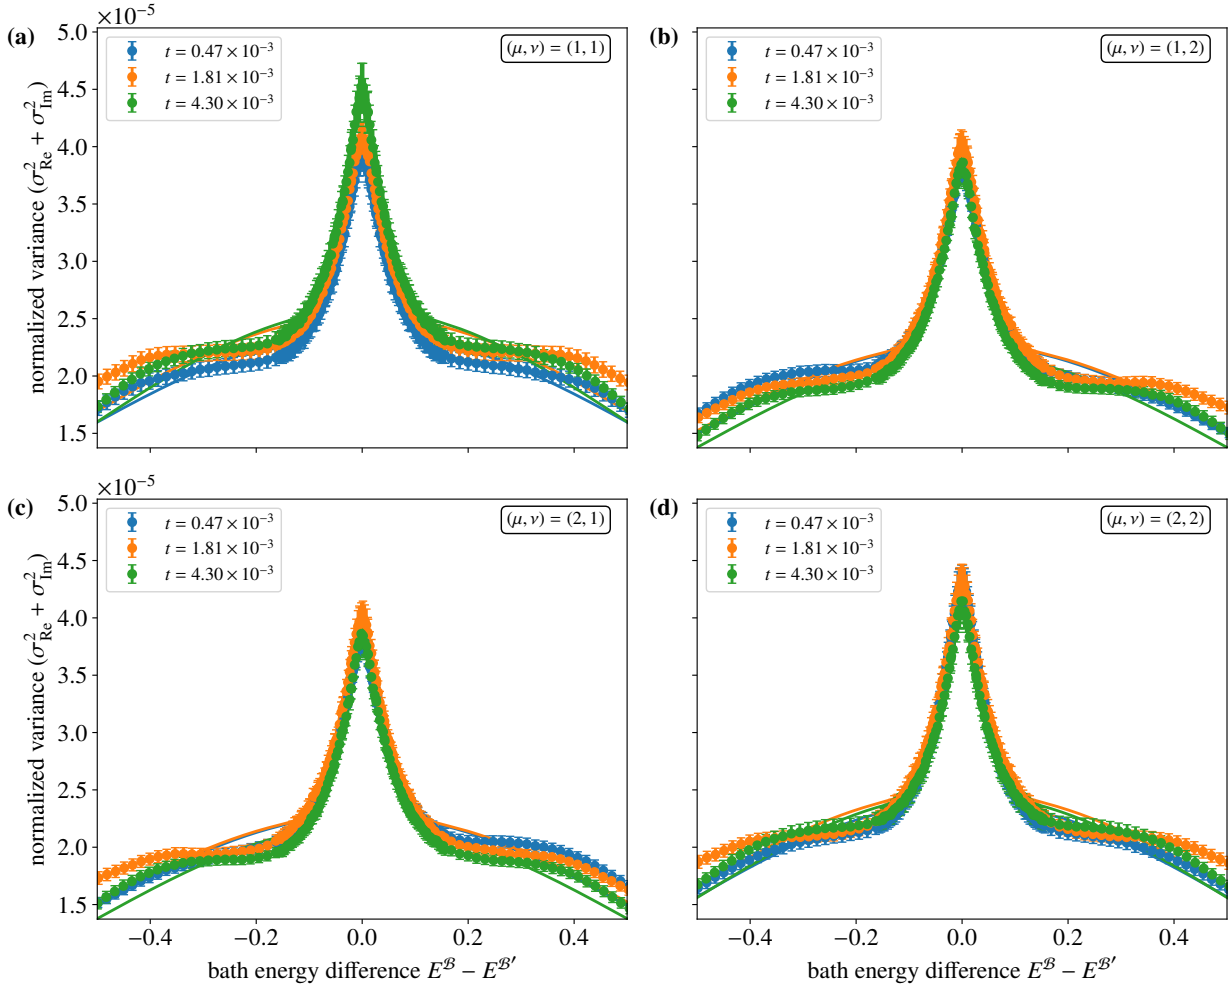 ×10⁻⁵
(a)
5.0
4.5
4.0
3.5
3.0
2.5
2.0
1.5
normalized variance (σ²_Re + σ²_Im)
t = 0.47 × 10⁻³
t = 1.81 × 10⁻³
t = 4.30 × 10⁻³
(μ, ν) = (1, 1)
(b)
t = 0.47 × 10⁻³
t = 1.81 × 10⁻³
t = 4.30 × 10⁻³
(μ, ν) = (1, 2)
×10⁻⁵
(c)
5.0
4.5
4.0
3.5
3.0
2.5
2.0
1.5
normalized variance (σ²_Re + σ²_Im)
t = 0.47 × 10⁻³
t = 1.81 × 10⁻³
t = 4.30 × 10⁻³
(μ, ν) = (2, 1)
−0.4 −0.2 0.0 0.2 0.4
bath energy difference E^ℬ − E^ℬ′
(d)
t = 0.47 × 10⁻³
t = 1.81 × 10⁻³
t = 4.30 × 10⁻³
(μ, ν) = (2, 2)
−0.4 −0.2 0.0 0.2 0.4
bath energy difference E^ℬ − E^ℬ′